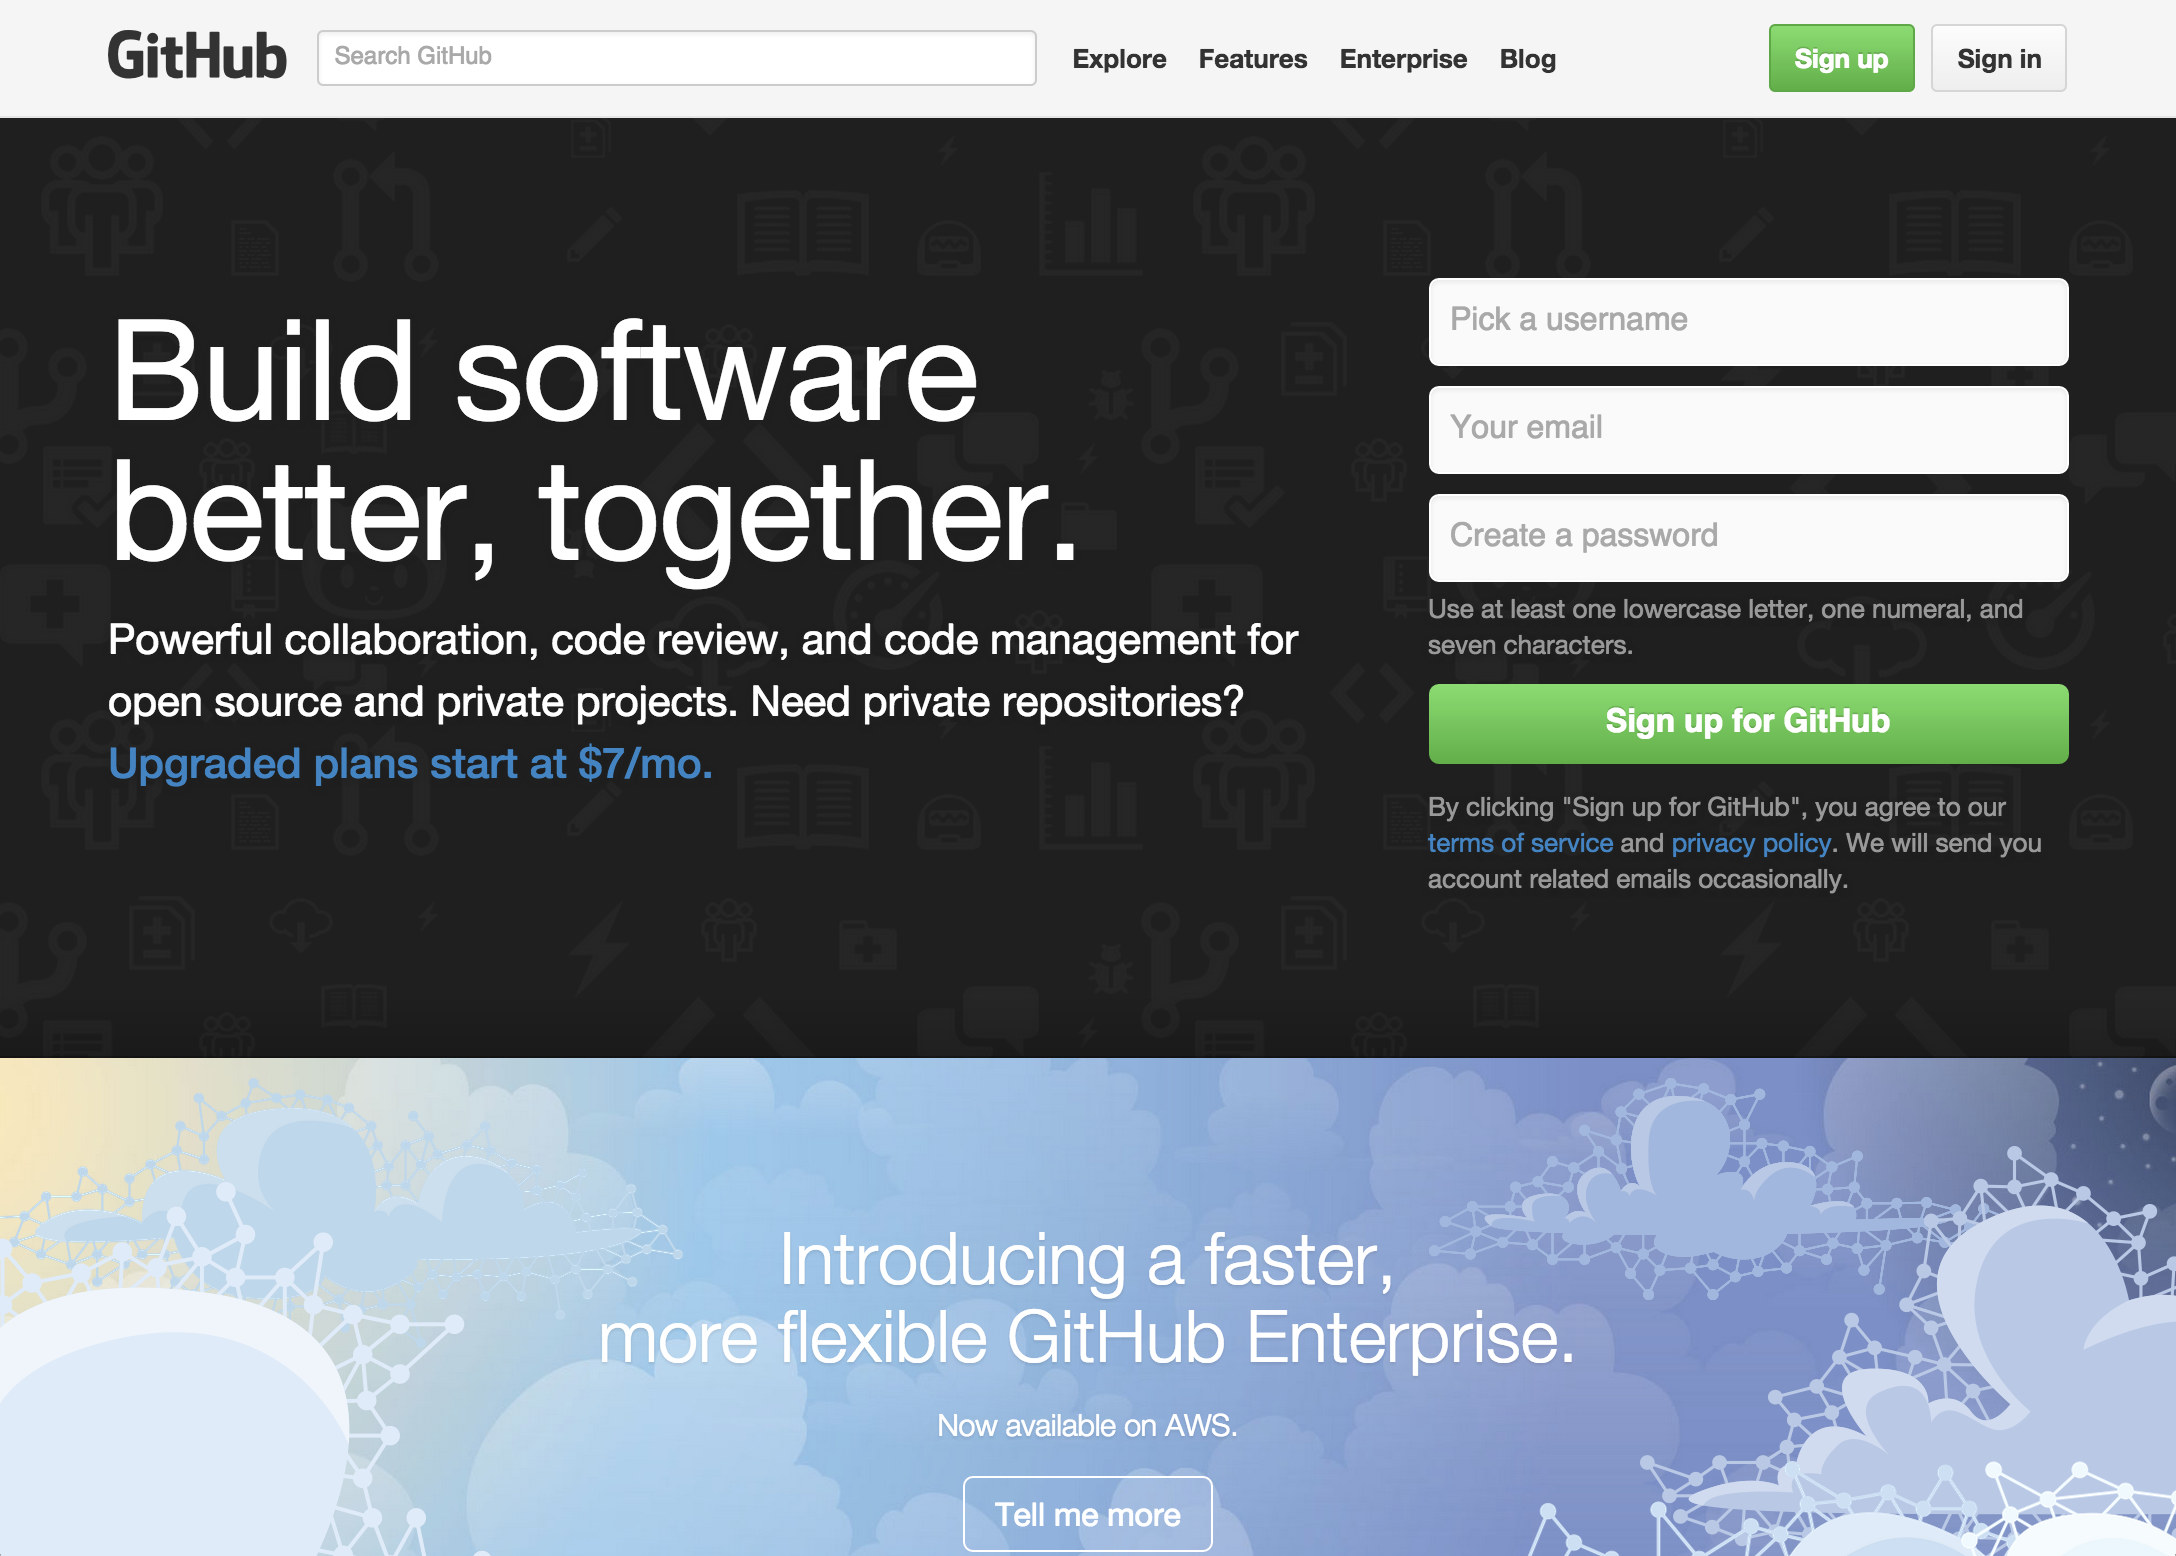 GitHub
Search GitHub
Explore
Features
Enterprise
Blog
Sign up
Sign in
Build software
better, together.
Powerful collaboration, code review, and code management for
open source and private projects. Need private repositories?
Upgraded plans start at $7/mo.
Pick a username
Your email
Create a password
Use at least one lowercase letter, one numeral, and
seven characters.
Sign up for GitHub
By clicking "Sign up for GitHub", you agree to our
terms of service and privacy policy. We will send you
account related emails occasionally.
Introducing a faster,
more flexible GitHub Enterprise.
Now available on AWS.
Tell me more